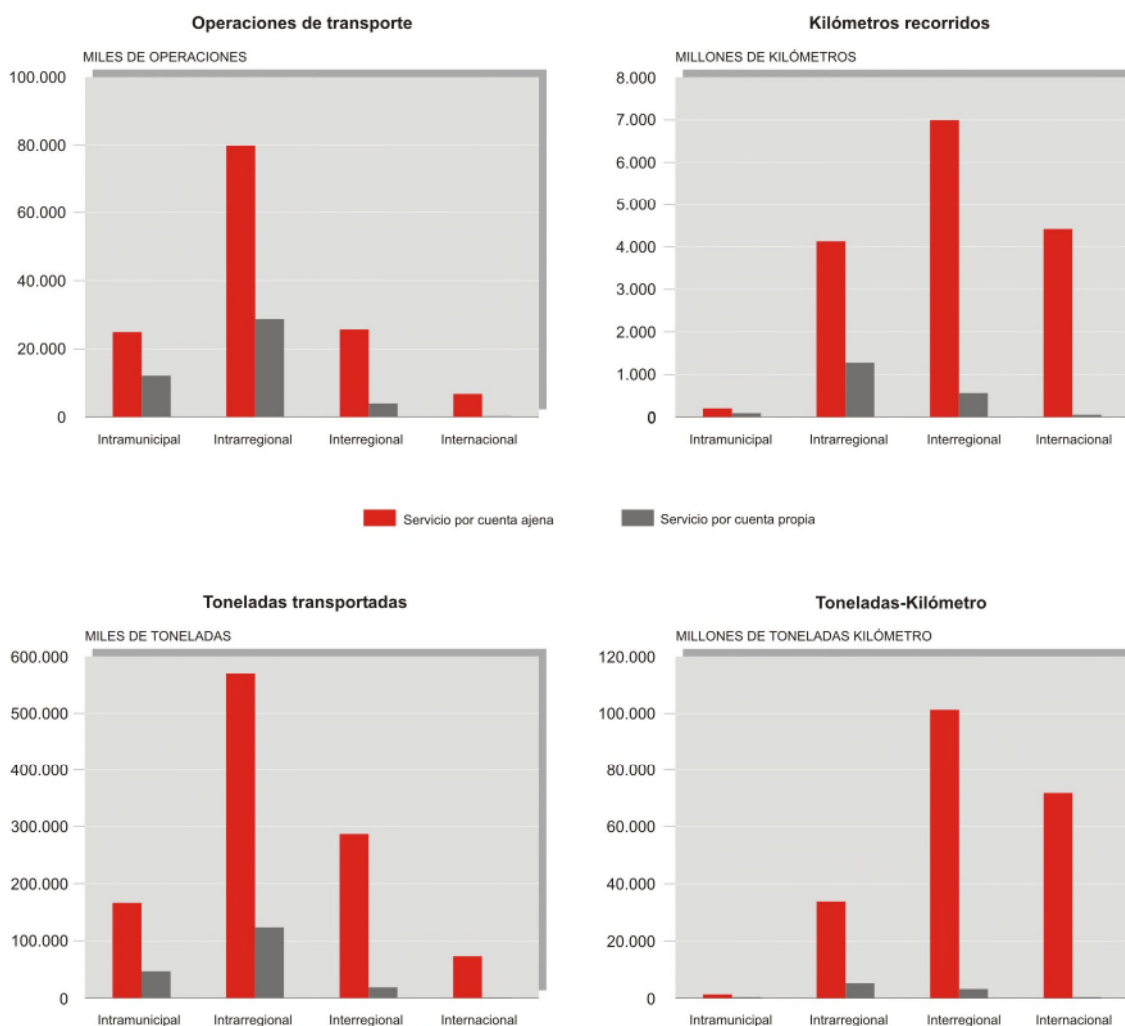 Operaciones de transporte
MILES DE OPERACIONES
100.000
80.000
60.000
40.000
20.000
0
Intramunicipal
Intrarregional
Interregional
Internacional
Kilómetros recorridos
MILLONES DE KILÓMETROS
8.000
7.000
6.000
5.000
4.000
3.000
2.000
1.000
0
Intramunicipal
Intrarregional
Interregional
Internacional
Servicio por cuenta ajena
Servicio por cuenta propia
Toneladas transportadas
MILES DE TONELADAS
600.000
500.000
400.000
300.000
200.000
100.000
0
Intramunicipal
Intrarregional
Interregional
Internacional
Toneladas-Kilómetro
MILLONES DE TONELADAS KILÓMETRO
120.000
100.000
80.000
60.000
40.000
20.000
0
Intramunicipal
Intrarregional
Interregional
Internacional